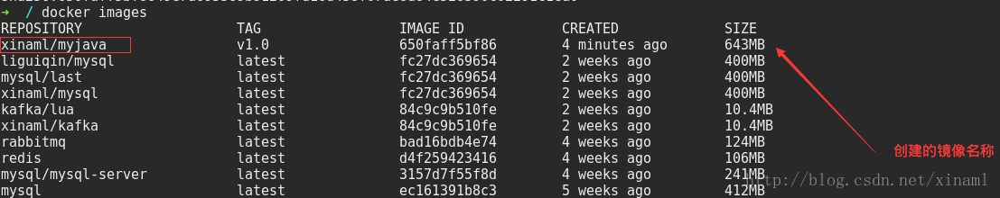 ➜  / docker images
REPOSITORY TAG IMAGE ID CREATED SIZE
xinaml/myjava v1.0 650faff5bf86 4 minutes ago 643MB
liguiqin/mysql latest fc27dc369654 2 weeks ago 400MB
mysql/last latest fc27dc369654 2 weeks ago 400MB
xinaml/mysql latest fc27dc369654 2 weeks ago 400MB
kafka/lua latest 84c9c9b510fe 2 weeks ago 10.4MB
xinaml/kafka latest 84c9c9b510fe 2 weeks ago 10.4MB
rabbitmq latest bad16bdb4e74 4 weeks ago 124MB
redis latest d4f259423416 4 weeks ago 106MB
创建的镜像名称
mysql/mysql-server latest 3157d7f55f8d 4 weeks ago 241MB
mysql latest ec161391b8c3 5 weeks ago 412MB
http://blog.csdn.net/xinaml